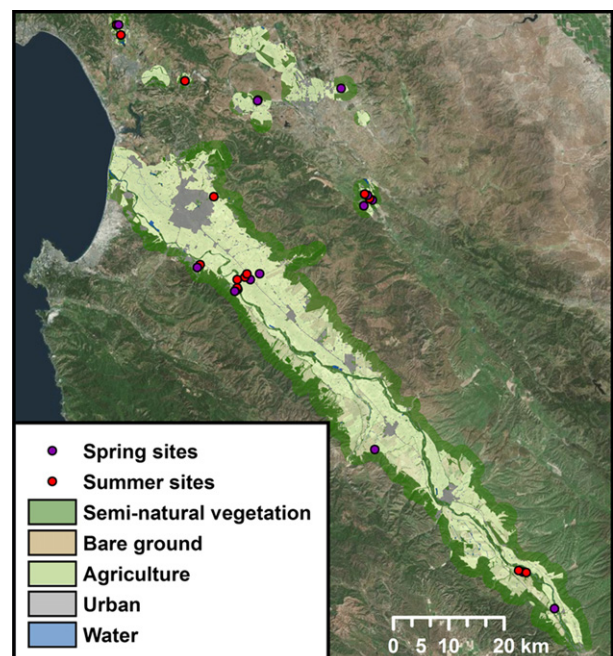 Spring sites
Summer sites
Semi-natural vegetation
Bare ground
Agriculture
Urban
Water
0 5 10 20 km